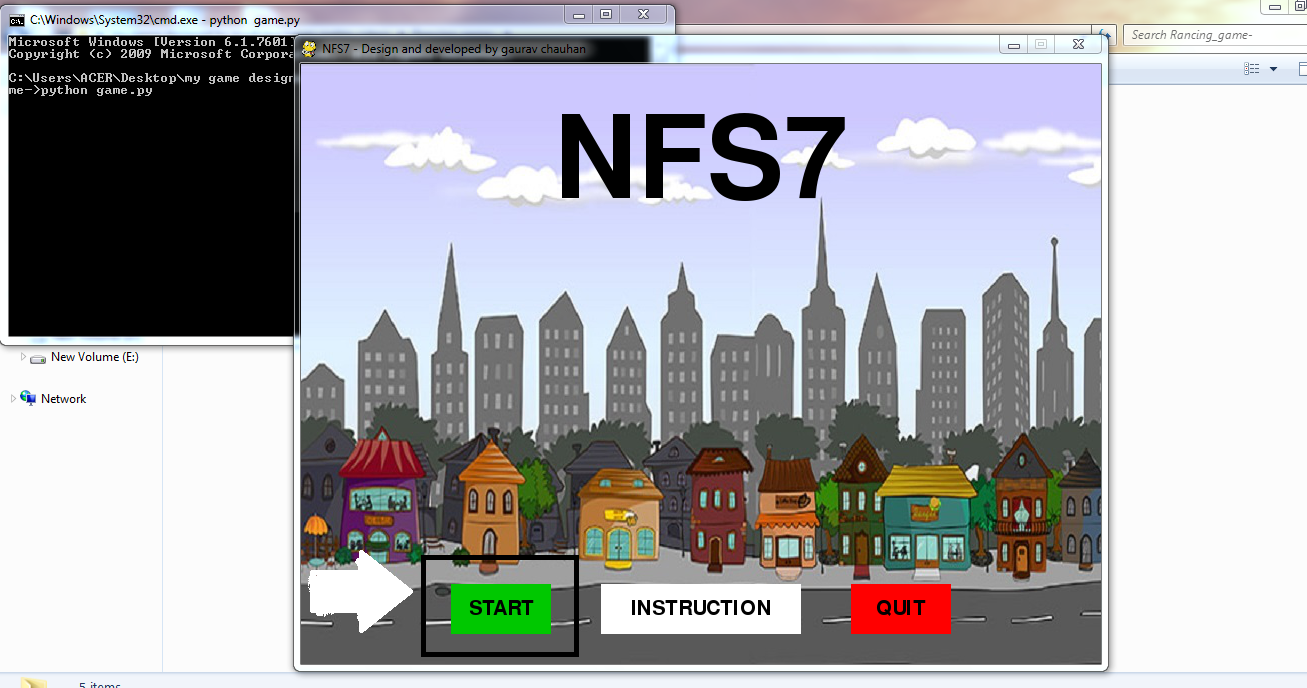 C:\Windows\System32\cmd.exe - python  game.py
Microsoft Windows [Version 6.1.7601]
Copyright (c) 2009 Microsoft Corpora
C:\Users\ACER\Desktop\my game design
me->python game.py
NFS7 - Design and developed by gaurav chauhan
Search Rancing_game-
NFS7
New Volume (E:)
Network
START
INSTRUCTION
QUIT
5 items